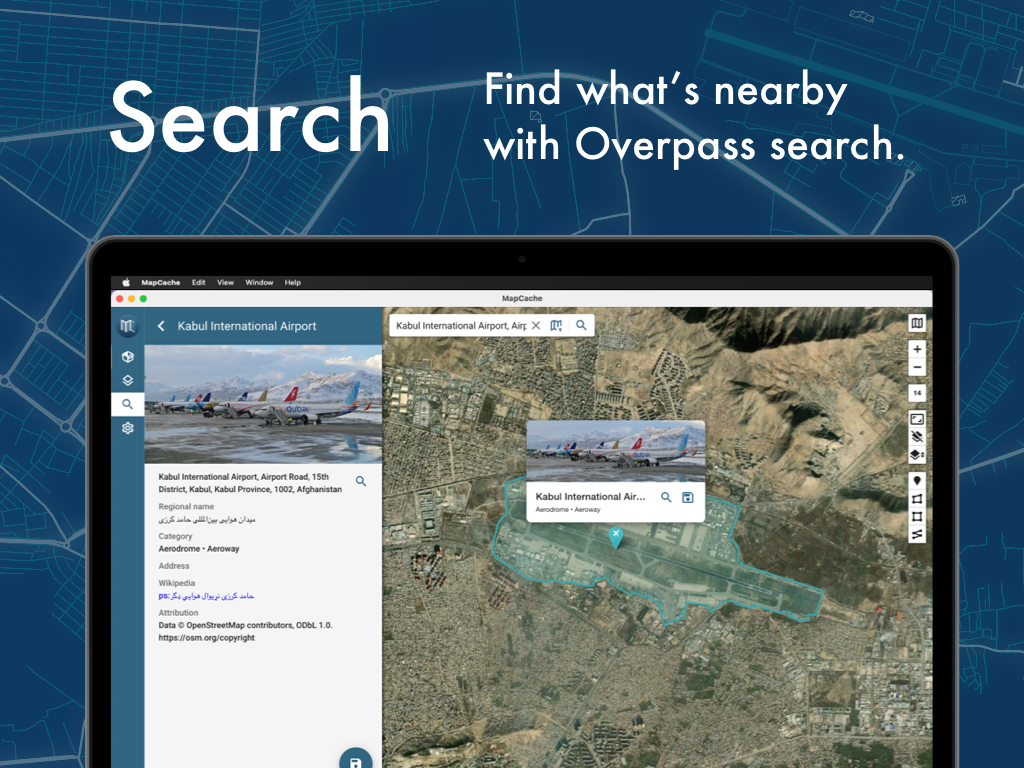 Search
Find what's nearby
with Overpass search.
MapCache Edit View Window Help
MapCache
Kabul International Airport
Kabul International Airport, Airp
14
dubai
Kabul International Airport, Airport Road, 15th
District, Kabul, Kabul Province, 1002, Afghanistan
Regional name
میدان هوایی بین‌المللی حامد کرزی
Category
Aerodrome • Aeroway
Address
Wikipedia
ps:حامد کرزی نړیوال هوايي ډګر
Attribution
Data © OpenStreetMap contributors, ODbL 1.0.
https://osm.org/copyright
Kabul International Air...
Aerodrome • Aeroway